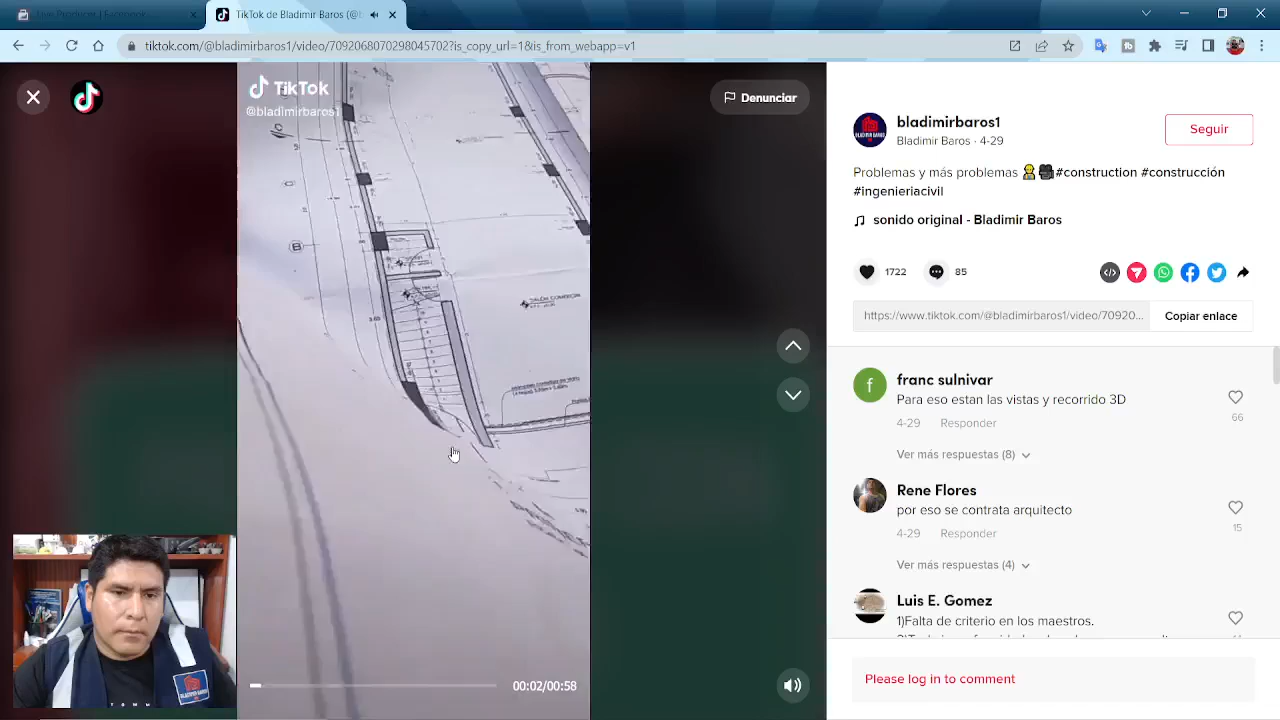 TikTok de Bladimir Baros (@b
tiktok.com/@bladimirbaros1/video/7092068070298045702?is_copy_url=1&is_from_webapp=v1
TikTok
@bladimirbaros1
Denunciar
B
00:02/00:58
BLADIMIR BAROS
bladimirbaros1
Bladimir Baros · 4-29
Seguir
Problemas y más problemas 👷🎥#construction #construcción
#ingenieriacivil
sonido original - Bladimir Baros
1722
85
https://www.tiktok.com/@bladimirbaros1/video/70920...
Copiar enlace
f
franc sulnivar
Para eso estan las vistas y recorrido 3D
66
4-29 Responder
Ver más respuestas (8)
Rene Flores
por eso se contrata arquitecto
15
4-29 Responder
Ver más respuestas (4)
Luis E. Gomez
1)Falta de criterio en los maestros.
Please log in to comment